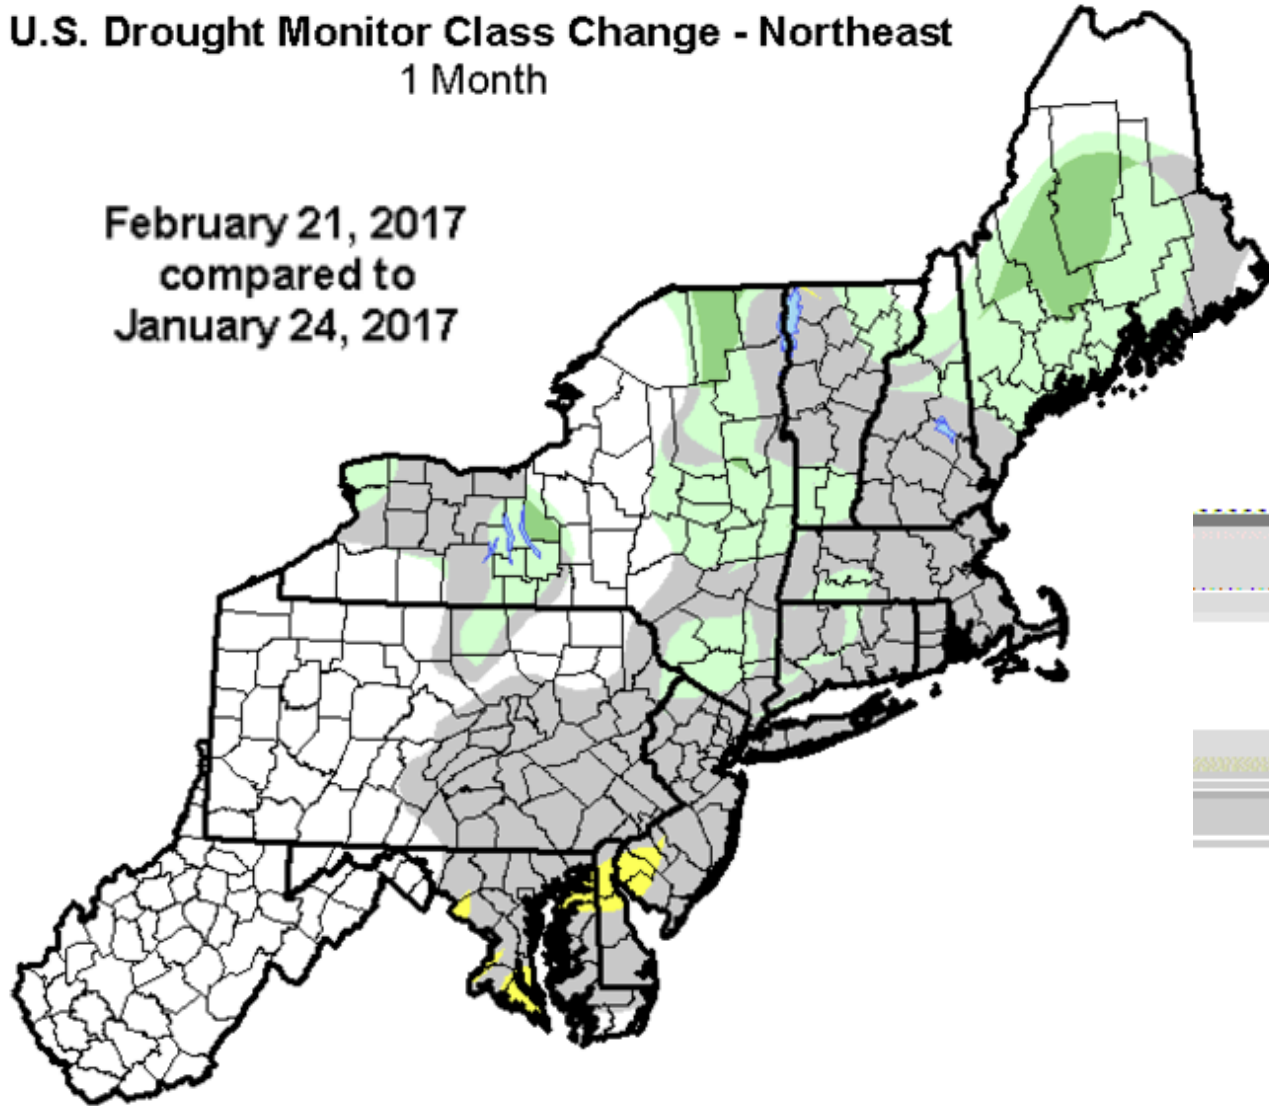 U.S. Drought Monitor Class Change - Northeast
1 Month
February 21, 2017
compared to
January 24, 2017